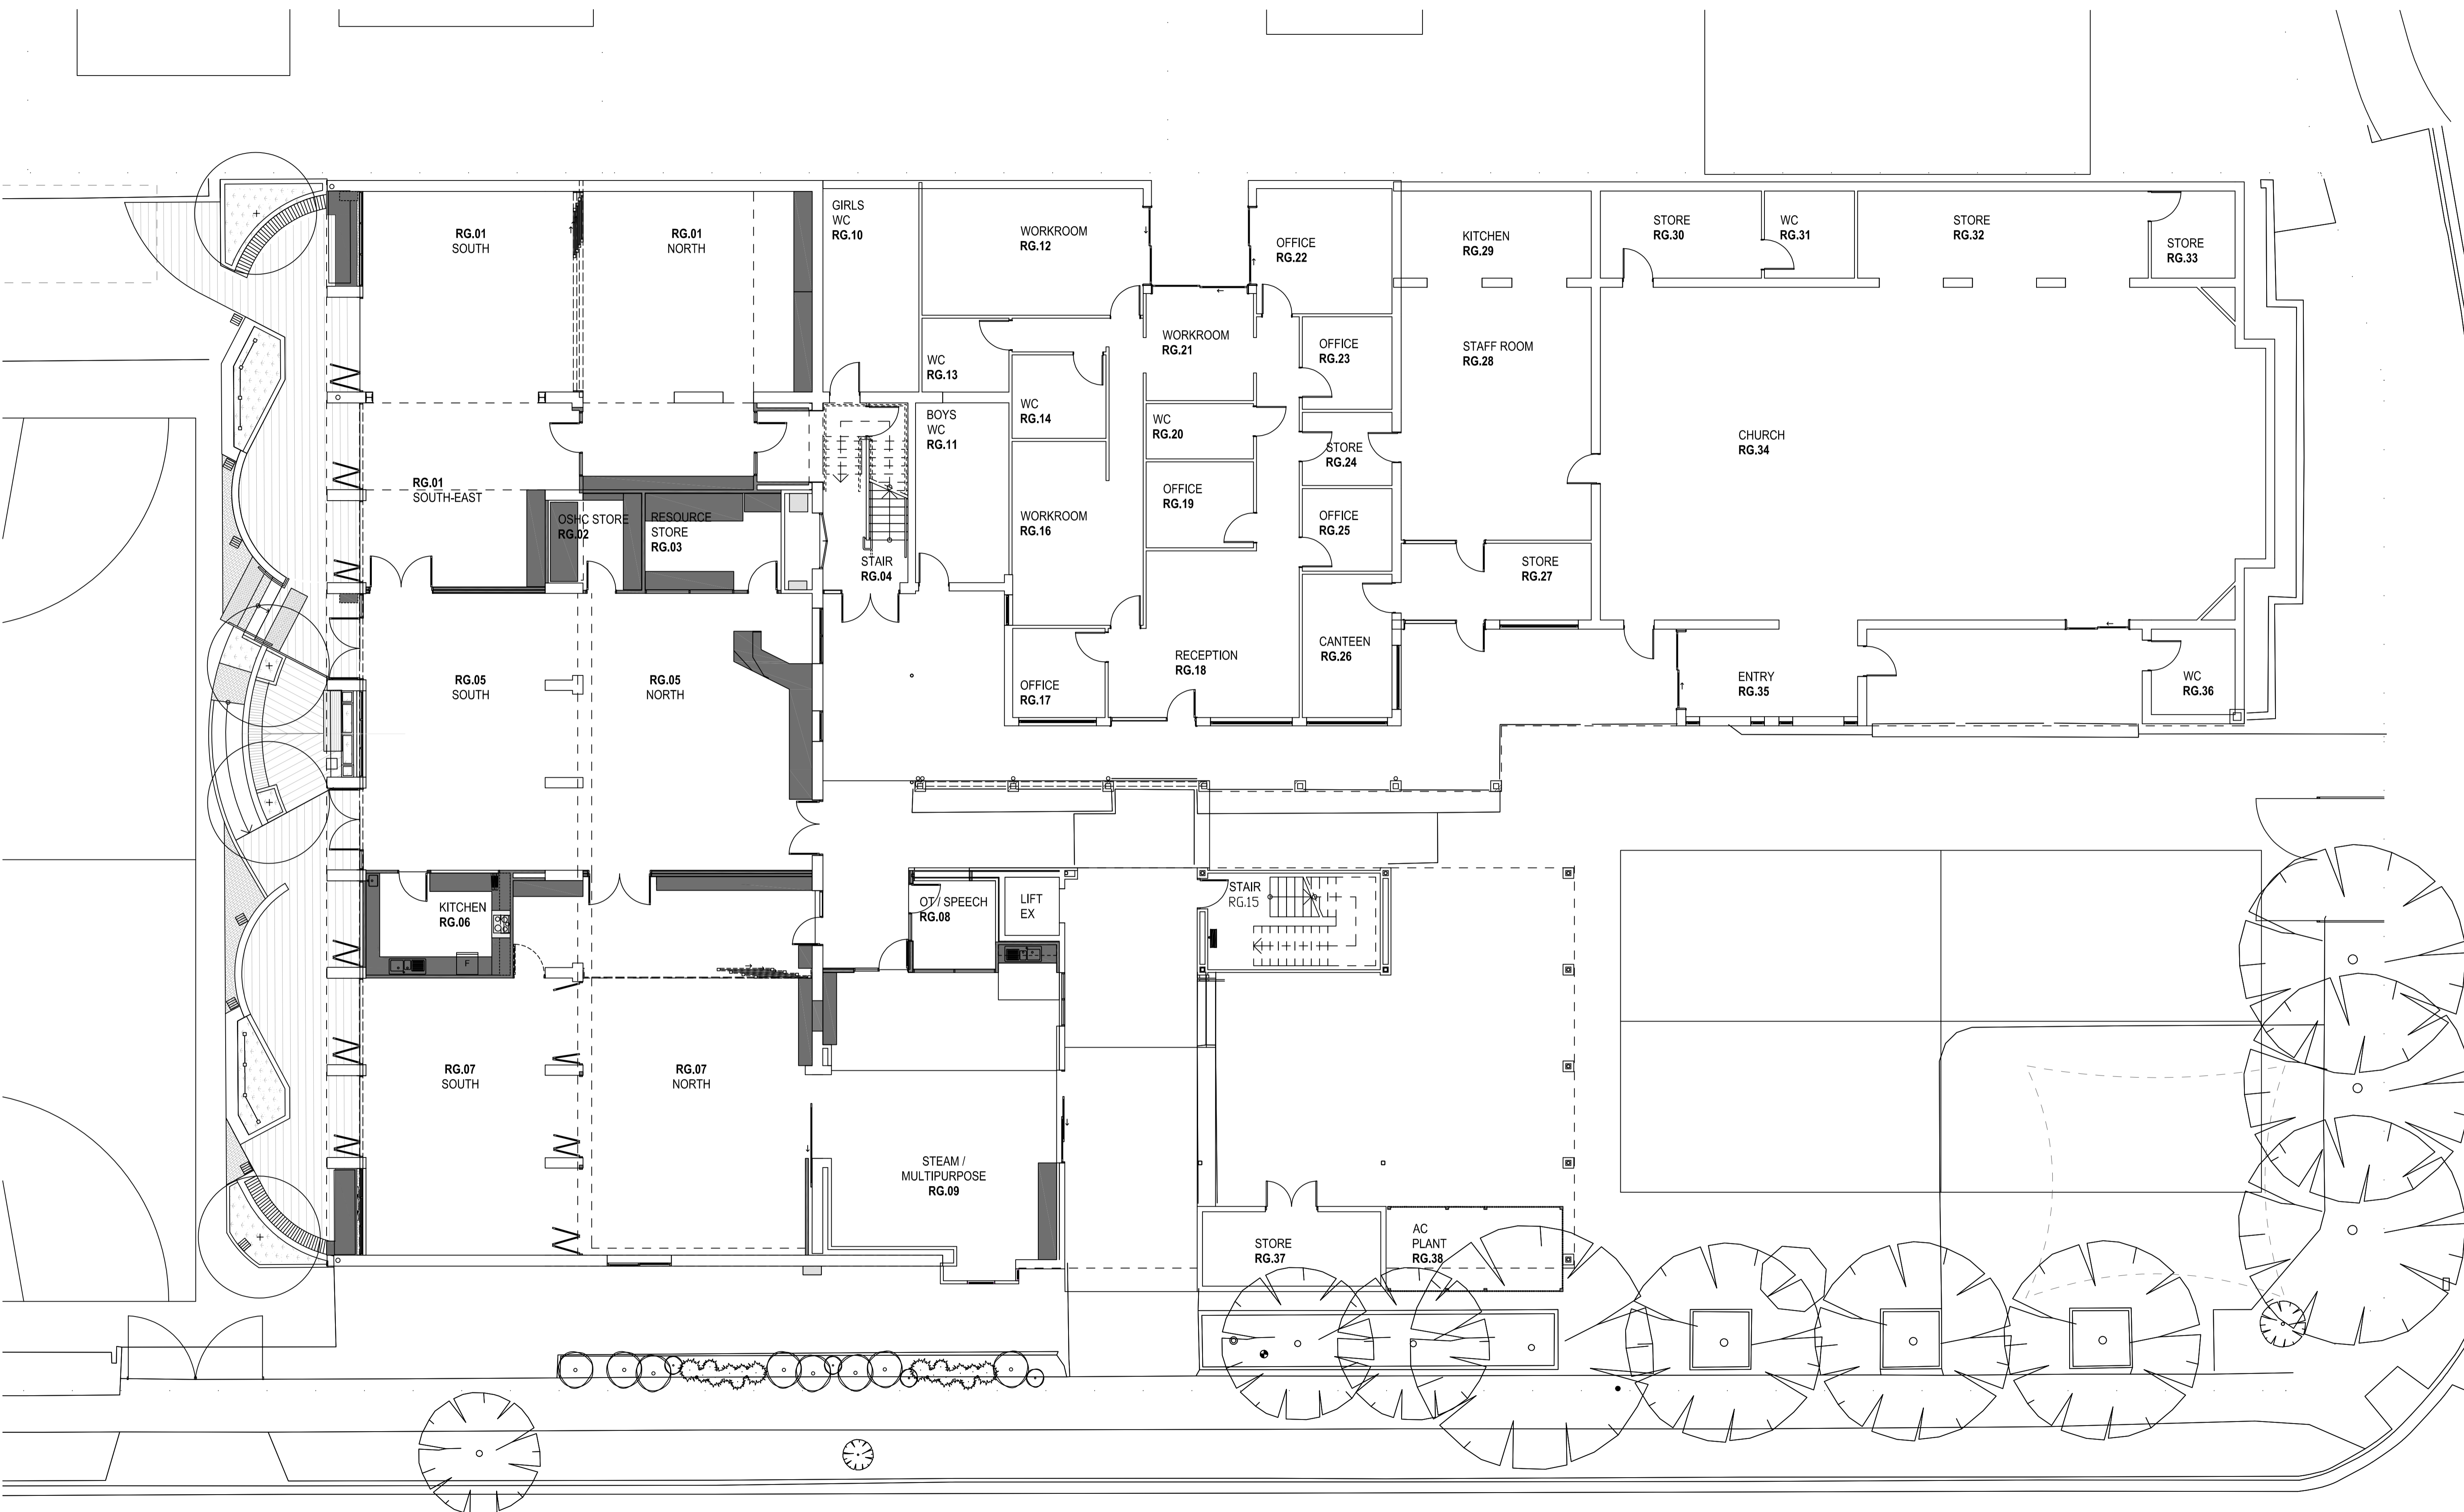 RG.01
SOUTH
RG.01
NORTH
GIRLS
WC
RG.10
WORKROOM
RG.12
OFFICE
RG.22
KITCHEN
RG.29
STORE
RG.30
WC
RG.31
STORE
RG.32
STORE
RG.33
WC
RG.13
WORKROOM
RG.21
OFFICE
RG.23
STAFF ROOM
RG.28
WC
RG.14
BOYS
WC
RG.11
WC
RG.20
STORE
RG.24
CHURCH
RG.34
RG.01
SOUTH-EAST
OSHC STORE
RG.02
RESOURCE
STORE
RG.03
STAIR
RG.04
WORKROOM
RG.16
OFFICE
RG.19
OFFICE
RG.25
STORE
RG.27
RG.05
SOUTH
RG.05
NORTH
OFFICE
RG.17
RECEPTION
RG.18
CANTEEN
RG.26
ENTRY
RG.35
WC
RG.36
KITCHEN
RG.06
F
OT / SPEECH
RG.08
LIFT
EX
STAIR
RG.15
RG.07
SOUTH
RG.07
NORTH
STEAM /
MULTIPURPOSE
RG.09
STORE
RG.37
AC
PLANT
RG.38